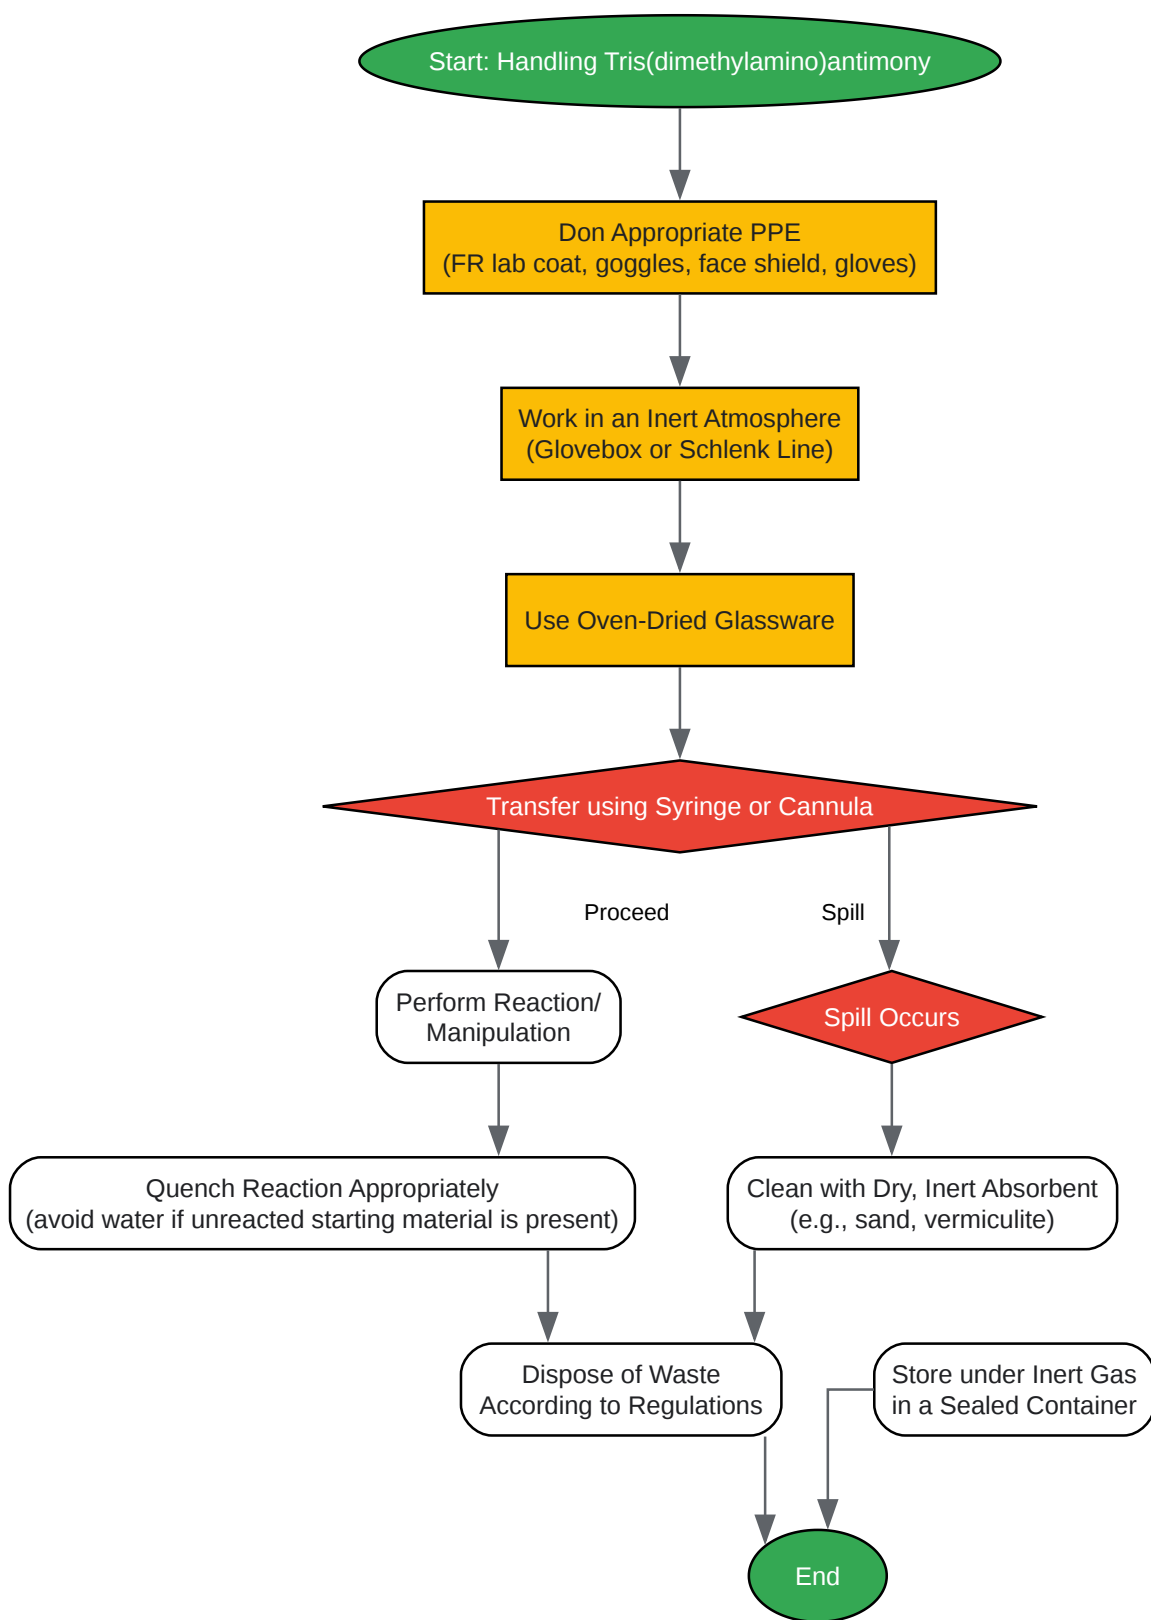 Start: Handling Tris(dimethylamino)antimony
Don Appropriate PPE
(FR lab coat, goggles, face shield, gloves)
Work in an Inert Atmosphere
(Glovebox or Schlenk Line)
Use Oven-Dried Glassware
Transfer using Syringe or Cannula
Proceed
Spill
Perform Reaction/
Manipulation
Spill Occurs
Quench Reaction Appropriately
(avoid water if unreacted starting material is present)
Clean with Dry, Inert Absorbent
(e.g., sand, vermiculite)
Dispose of Waste
According to Regulations
Store under Inert Gas
in a Sealed Container
End